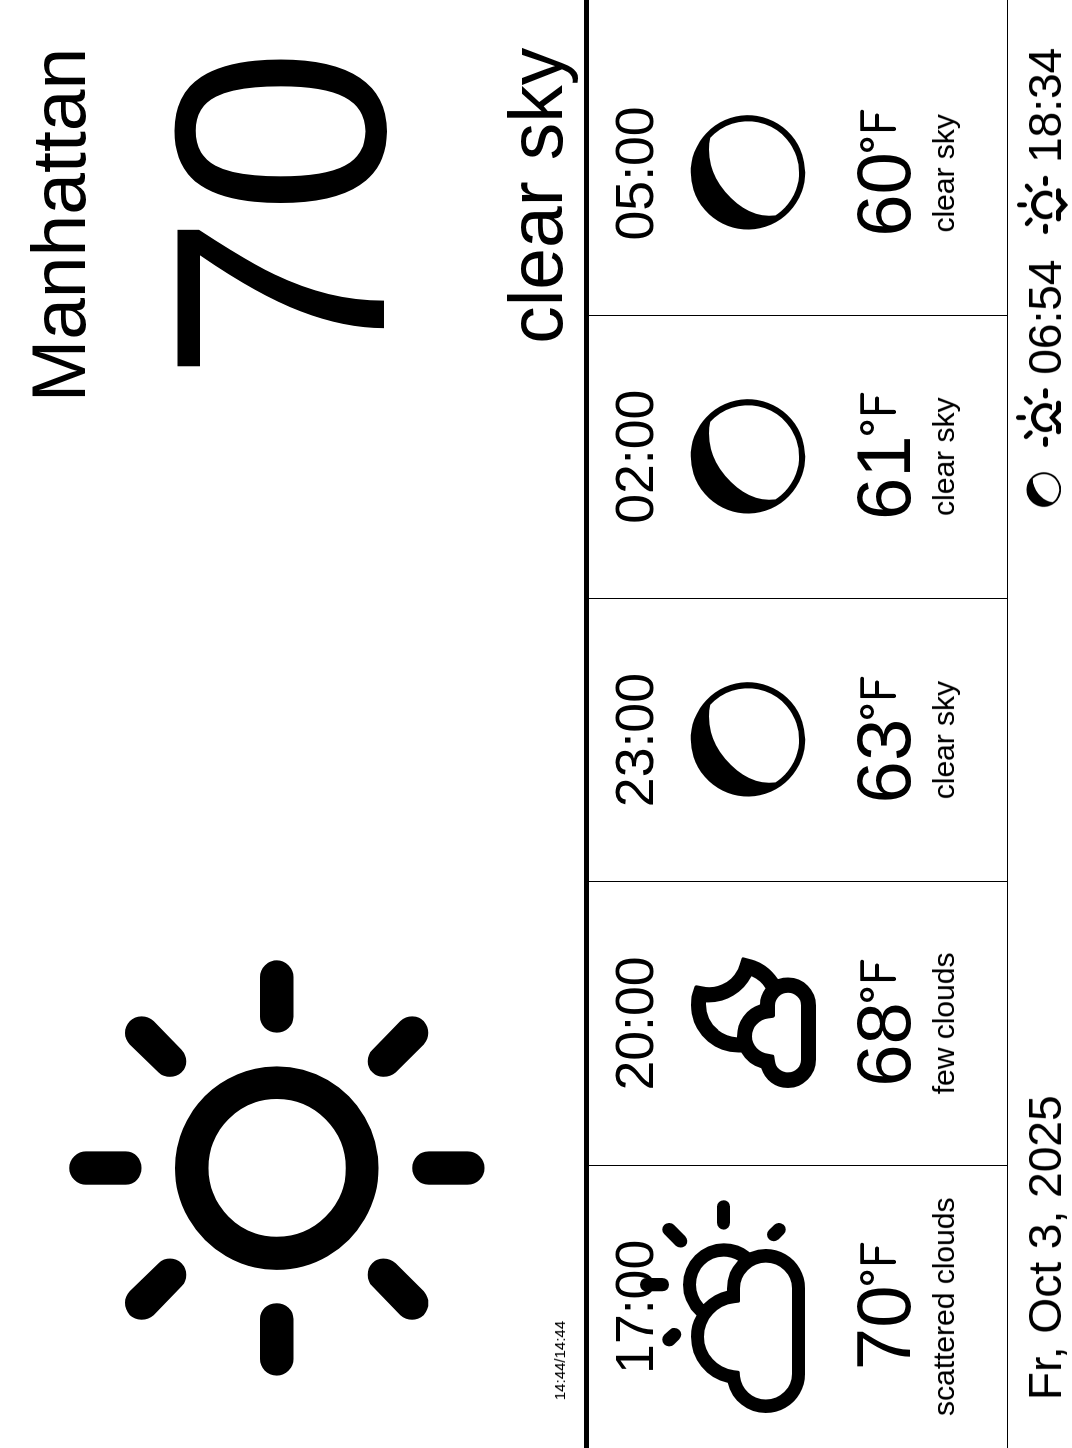 Manhattan
70
clear sky
14:44/14:44
17:00
70°F
scattered clouds
20:00
68°F
few clouds
23:00
63°F
clear sky
02:00
61°F
clear sky
05:00
60°F
clear sky
Fr, Oct 3, 2025
06:54 18:34